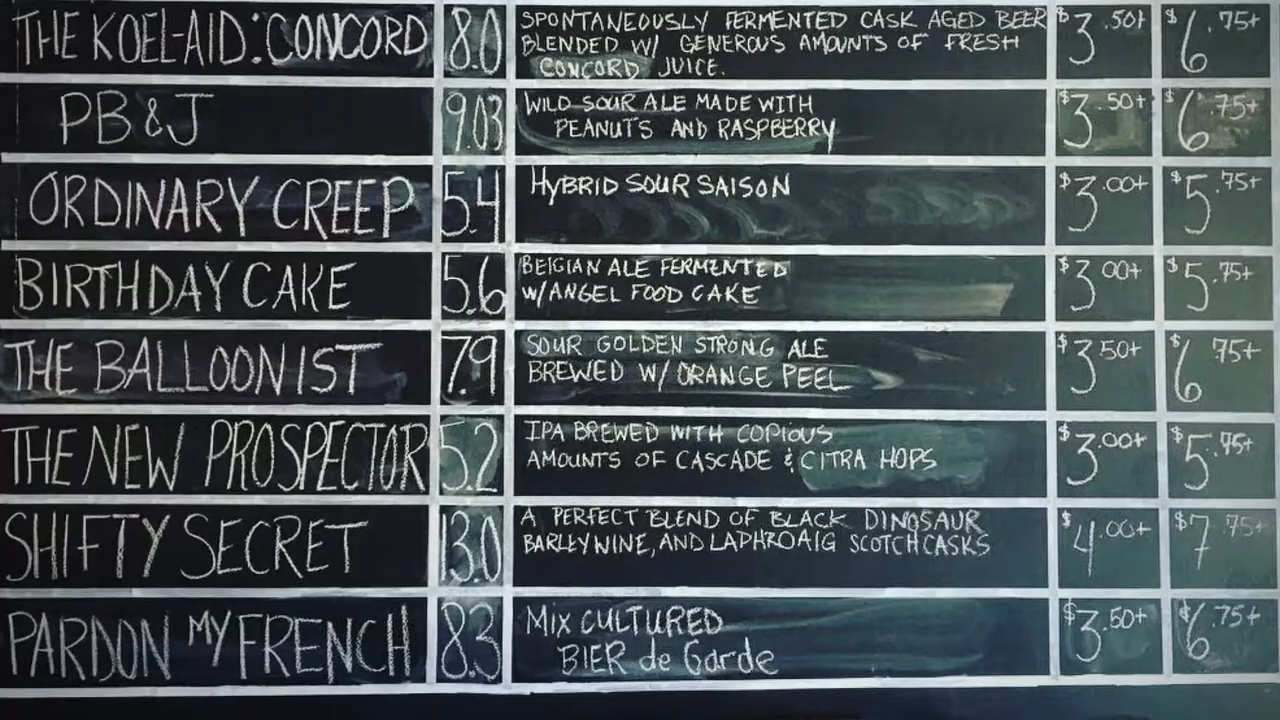 THE KOEL-AID: CONCORD 8.0 SPONTANEOUSLY FERMENTED CASK AGED BEER $3.50+ $6.75+
BLENDED W/ GENEROUS AMOUNTS OF FRESH
CONCORD JUICE.
PB&J 9.03 WILD SOUR ALE MADE WITH $3.50+ $6.75+
PEANUTS AND RASPBERRY
ORDINARY CREEP 5.4 HYBRID SOUR SAISON $3.00+ $5.75+
BIRTHDAY CAKE 5.6 BELGIAN ALE FERMENTED $3.00+ $5.75+
W/ANGEL FOOD CAKE
THE BALLOONIST 7.9 SOUR GOLDEN STRONG ALE $3.50+ $6.75+
BREWED W/ ORANGE PEEL
THE NEW PROSPECTOR 5.2 IPA BREWED WITH COPIOUS $3.00+ $5.75+
AMOUNTS OF CASCADE & CITRA HOPS
SHIFTY SECRET 13.0 A PERFECT BLEND OF BLACK DINOSAUR $4.00+ $7.75+
BARLEYWINE, AND LAPHROAIG SCOTCH CASKS
PARDON MY FRENCH 8.3 MIX CULTURED $3.50+ $6.75+
BIER de Garde